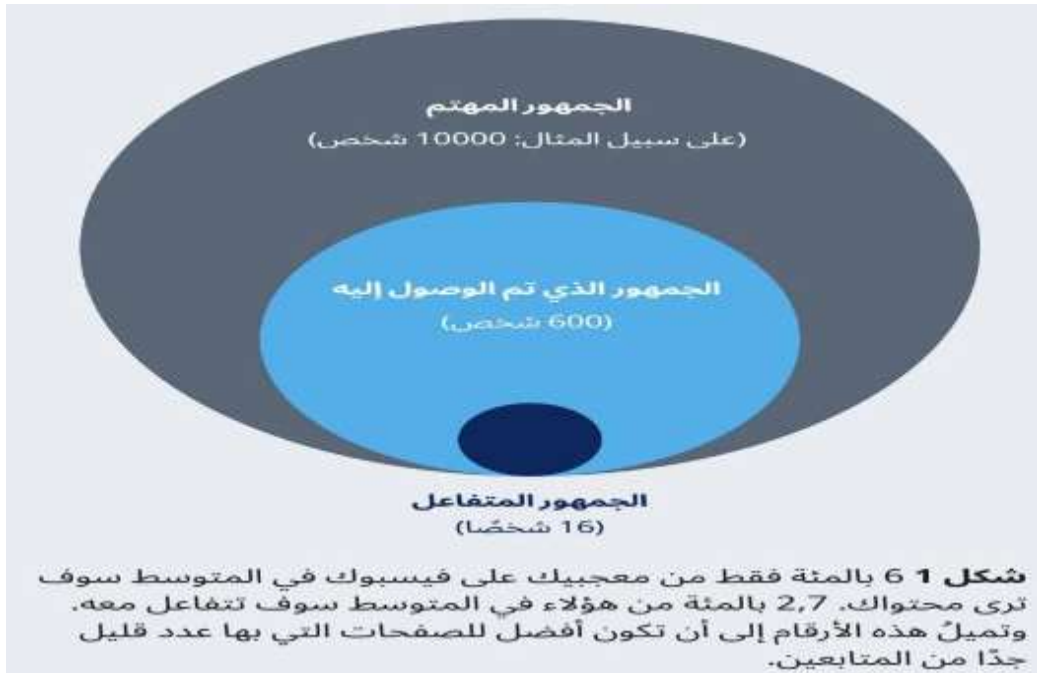 الجمهور المهتم
(على سبيل المثال: 10000 شخص)
الجمهور الذي تم الوصول إليه
(600 شخص)
الجمهور المتفاعل
(16 شخصًا)
شكل 1 6 بالمئة فقط من معجبيك على فيسبوك في المتوسط سوف
ترى محتواك. 2,7 بالمئة من هؤلاء في المتوسط سوف تتفاعل معه.
وتميلُ هذه الأرقام إلى أن تكون أفضل للصفحات التي بها عدد قليل
جدًا من المتابعين.